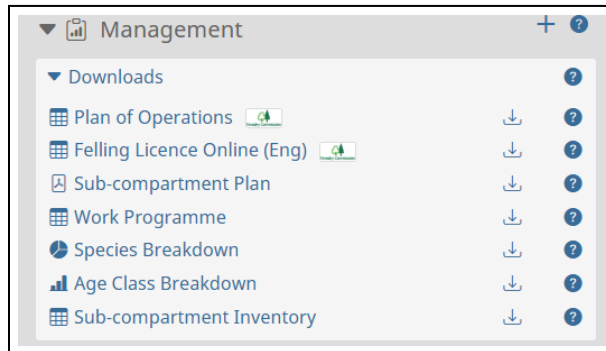 Management
Downloads
Plan of Operations
Felling Licence Online (Eng)
Sub-compartment Plan
Work Programme
Species Breakdown
Age Class Breakdown
Sub-compartment Inventory